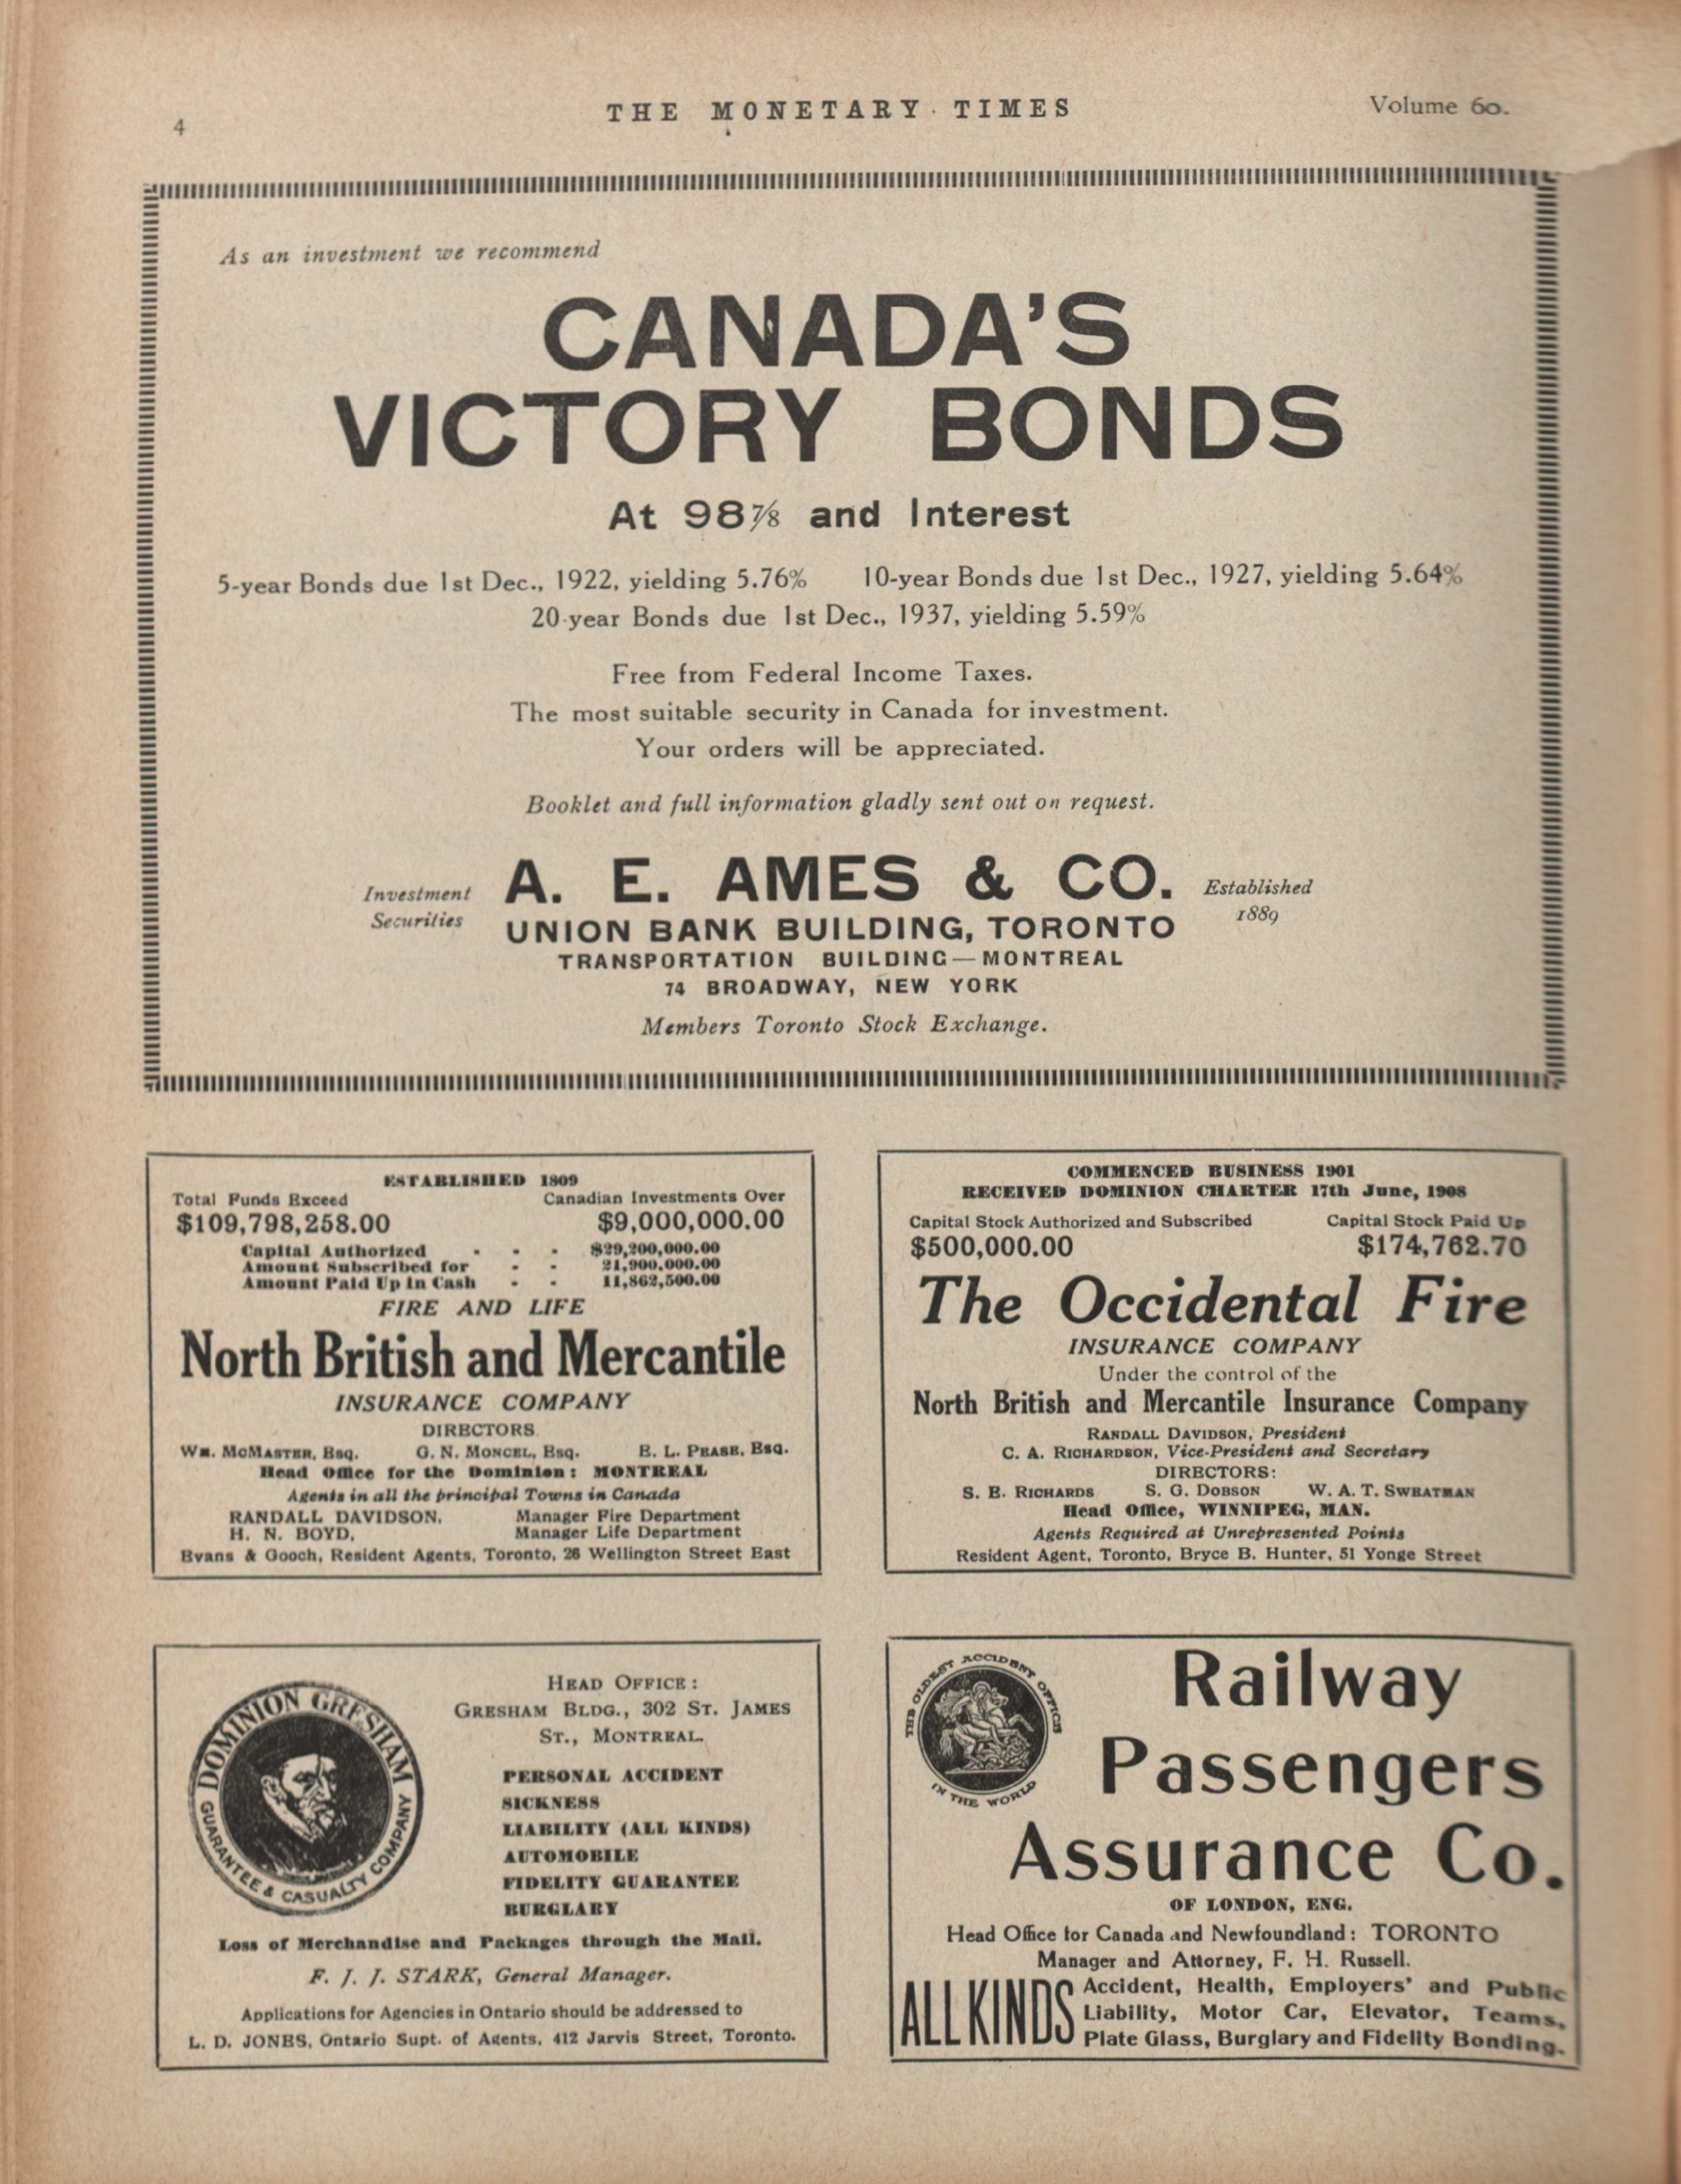 4
THE MONETARY TIMES
Volume 60.
As an investment we recommend
CANADA'S
VICTORY BONDS
At 98⅞ and Interest
5-year Bonds due 1st Dec., 1922, yielding 5.76% 10-year Bonds due 1st Dec., 1927, yielding 5.64%
20-year Bonds due 1st Dec., 1937, yielding 5.59%
Free from Federal Income Taxes.
The most suitable security in Canada for investment.
Your orders will be appreciated.
Booklet and full information gladly sent out on request.
Investment
Securities
A. E. AMES & CO.
Established
1889
UNION BANK BUILDING, TORONTO
TRANSPORTATION BUILDING—MONTREAL
74 BROADWAY, NEW YORK
Members Toronto Stock Exchange.
ESTABLISHED 1809
Total Funds Exceed Canadian Investments Over
$109,798,258.00 $9,000,000.00
Capital Authorized - - - $29,200,000.00
Amount Subscribed for - - 21,900,000.00
Amount Paid Up in Cash - - 11,862,500.00
FIRE AND LIFE
North British and Mercantile
INSURANCE COMPANY
DIRECTORS
WM. MCMASTER, Esq. G. N. MONCEL, Esq. E. L. PEASE, Esq.
Head Office for the Dominion: MONTREAL
Agents in all the principal Towns in Canada
RANDALL DAVIDSON, Manager Fire Department
H. N. BOYD, Manager Life Department
Evans & Gooch, Resident Agents, Toronto, 26 Wellington Street East
COMMENCED BUSINESS 1901
RECEIVED DOMINION CHARTER 17th June, 1908
Capital Stock Authorized and Subscribed Capital Stock Paid Up
$500,000.00 $174,762.70
The Occidental Fire
INSURANCE COMPANY
Under the control of the
North British and Mercantile Insurance Company
RANDALL DAVIDSON, President
C. A. RICHARDSON, Vice-President and Secretary
DIRECTORS:
S. E. RICHARDS S. G. DOBSON W. A. T. SWEATMAN
Head Office, WINNIPEG, MAN.
Agents Required at Unrepresented Points
Resident Agent, Toronto, Bryce B. Hunter, 51 Yonge Street
DOMINION GRESHAM
GUARANTEE & CASUALTY COMPANY
HEAD OFFICE:
GRESHAM BLDG., 302 ST. JAMES
ST., MONTREAL.
PERSONAL ACCIDENT
SICKNESS
LIABILITY (ALL KINDS)
AUTOMOBILE
FIDELITY GUARANTEE
BURGLARY
Loss of Merchandise and Packages through the Mail.
F. J. J. STARK, General Manager.
Applications for Agencies in Ontario should be addressed to
L. D. JONES, Ontario Supt. of Agents, 412 Jarvis Street, Toronto.
THE OLDEST ACCIDENT OFFICE
IN THE WORLD
Railway
Passengers
Assurance Co.
OF LONDON, ENG.
Head Office for Canada and Newfoundland: TORONTO
Manager and Attorney, F. H. Russell.
ALL KINDS
Accident, Health, Employers' and Public
Liability, Motor Car, Elevator, Teams,
Plate Glass, Burglary and Fidelity Bonding.